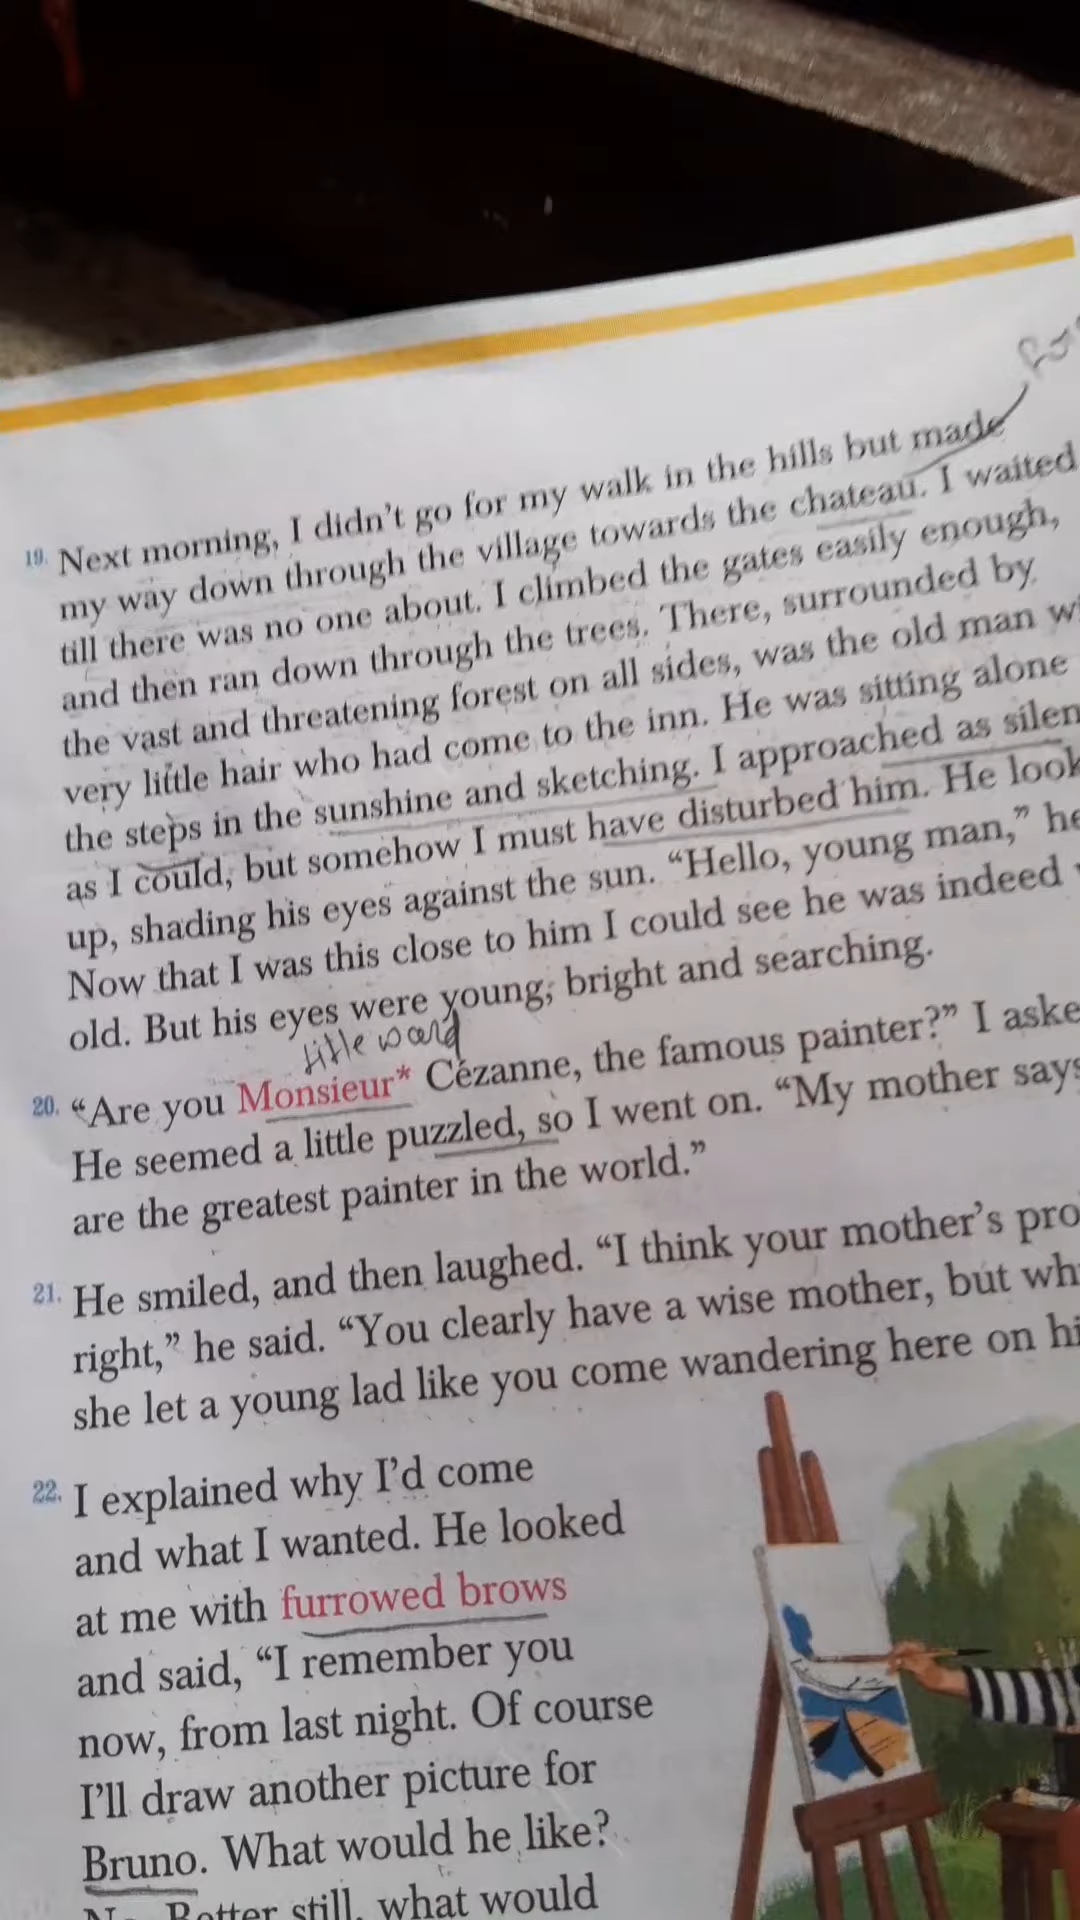 19. Next morning, I didn't go for my walk in the hills but made
my way down through the village towards the chateau. I waited
till there was no one about. I climbed the gates easily enough,
and then ran down through the trees. There, surrounded by
the vast and threatening forest on all sides, was the old man
very little hair who had come to the inn. He was sitting alone
the steps in the sunshine and sketching. I approached as silen
as I could, but somehow I must have disturbed him. He look
up, shading his eyes against the sun. “Hello, young man,” he
Now that I was this close to him I could see he was indeed
old. But his eyes were young, bright and searching.
little word
20. “Are you Monsieur* Cézanne, the famous painter?” I aske
He seemed a little puzzled, so I went on. “My mother says
are the greatest painter in the world.”
21. He smiled, and then laughed. “I think your mother's pro
right,” he said. “You clearly have a wise mother, but wh
she let a young lad like you come wandering here on hi
22. I explained why I'd come
and what I wanted. He looked
at me with furrowed brows
and said, “I remember you
now, from last night. Of course
I'll draw another picture for
Bruno. What would he like?
No. Better still, what would